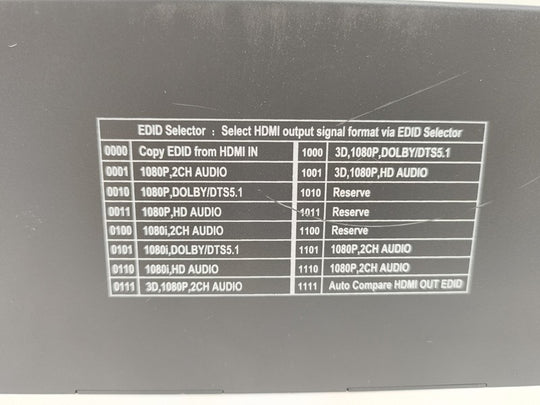 EDID Selector : Select HDMI output signal format via EDID Selector
0000 Copy EDID from HDMI IN 1000 3D,1080P,DOLBY/DTS5.1
0001 1080P,2CH AUDIO 1001 3D,1080P,HD AUDIO
0010 1080P,DOLBY/DTS5.1 1010 Reserve
0011 1080P,HD AUDIO 1011 Reserve
0100 1080i,2CH AUDIO 1100 Reserve
0101 1080i,DOLBY/DTS5.1 1101 1080P,2CH AUDIO
0110 1080i,HD AUDIO 1110 1080P,2CH AUDIO
0111 3D,1080P,2CH AUDIO 1111 Auto Compare HDMI OUT EDID